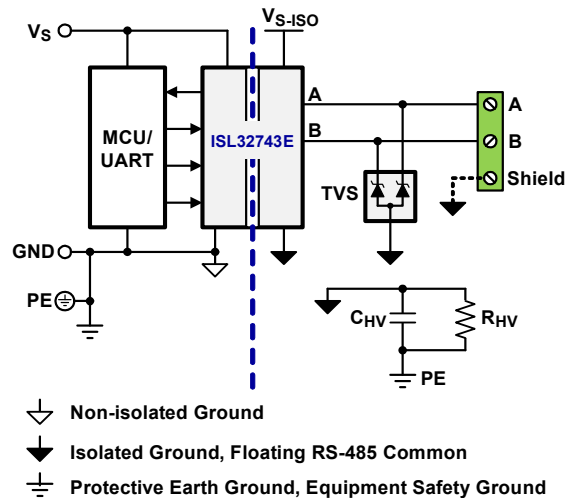 VS
VS-ISO
MCU/
UART
ISL32743E
A
B
A
B
Shield
TVS
GND
PE
CHV
RHV
PE
Non-isolated Ground
Isolated Ground, Floating RS-485 Common
Protective Earth Ground, Equipment Safety Ground